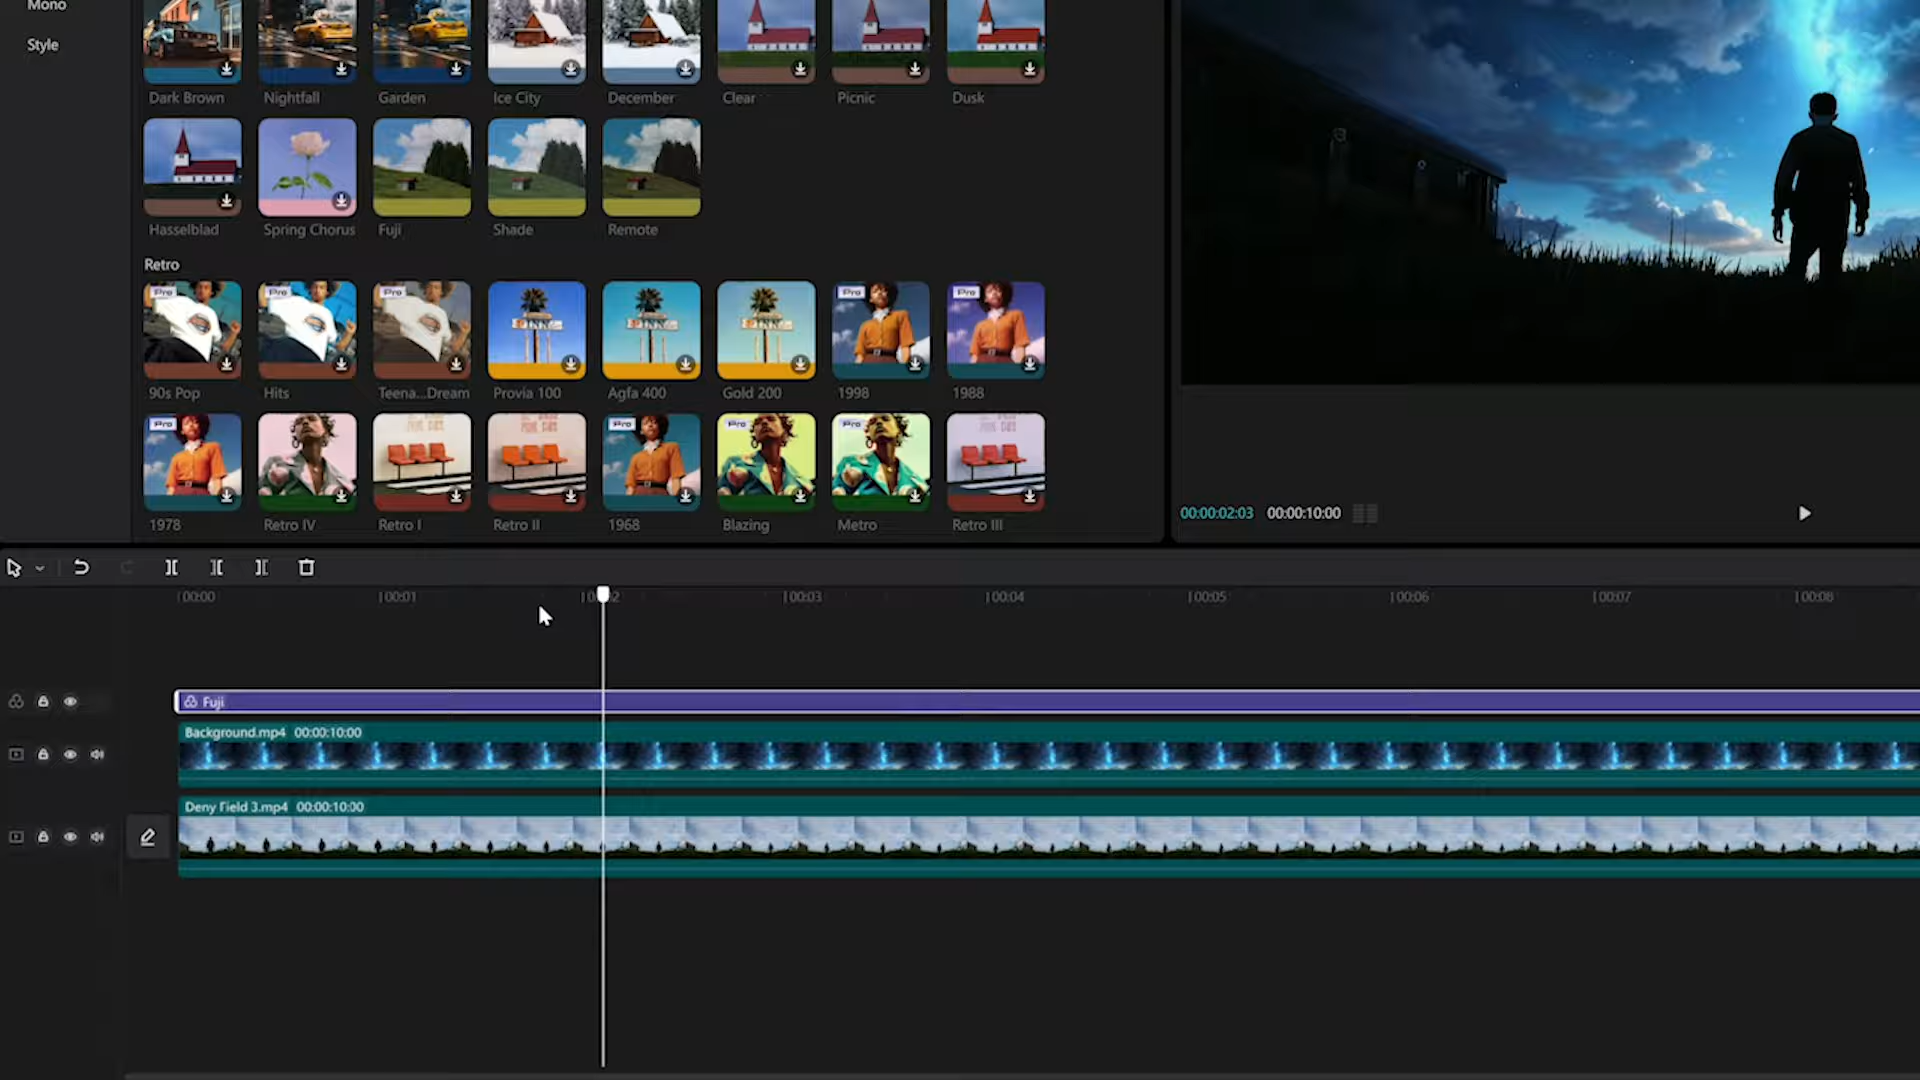 Mono
Style
Dark Brown Nightfall Garden Ice City December Clear Picnic Dusk
Hasselblad Spring Chorus Fuji Shade Remote
Retro
Pro Pro Pro Pro Pro
90s Pop Hits Teena...Dream Provia 100 Agfa 400 Gold 200 1998 1988
Pro Pro Pro Pro
1978 Retro IV Retro I Retro II 1968 Blazing Metro Retro III
00:00:02:03 00:00:10:00
00:00 00:01 00:03 00:04 00:05 00:06 00:07 00:08
Fuji
Background.mp4 00:00:10:00
Deny Field 3.mp4 00:00:10:00